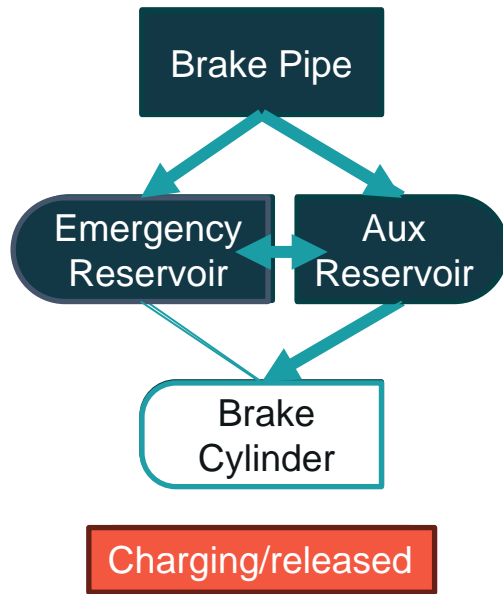 Brake Pipe
Emergency
Reservoir
Aux
Reservoir
Brake
Cylinder
Charging/released